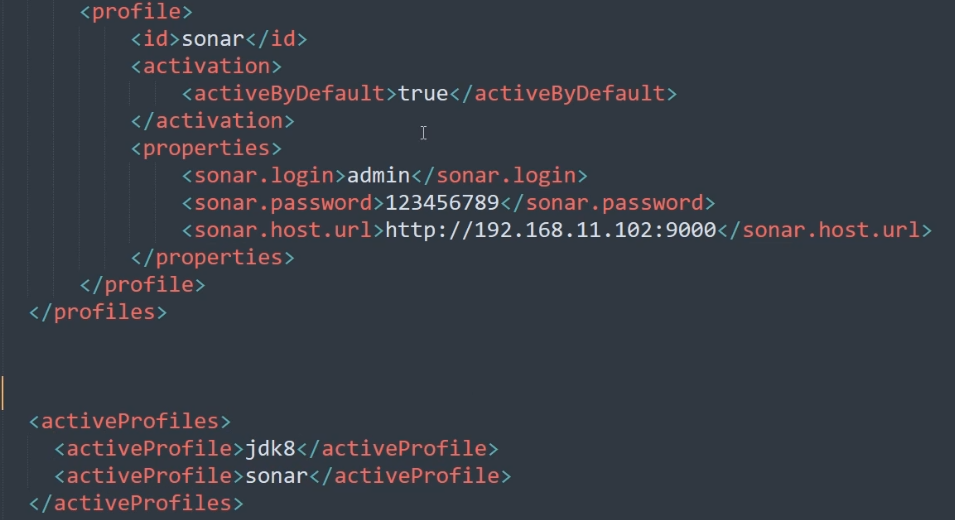 <profile>
<id>sonar</id>
<activation>
<activeByDefault>true</activeByDefault>
</activation>
<properties>
<sonar.login>admin</sonar.login>
<sonar.password>123456789</sonar.password>
<sonar.host.url>http://192.168.11.102:9000</sonar.host.url>
</properties>
</profile>
</profiles>
<activeProfiles>
<activeProfile>jdk8</activeProfile>
<activeProfile>sonar</activeProfile>
</activeProfiles>